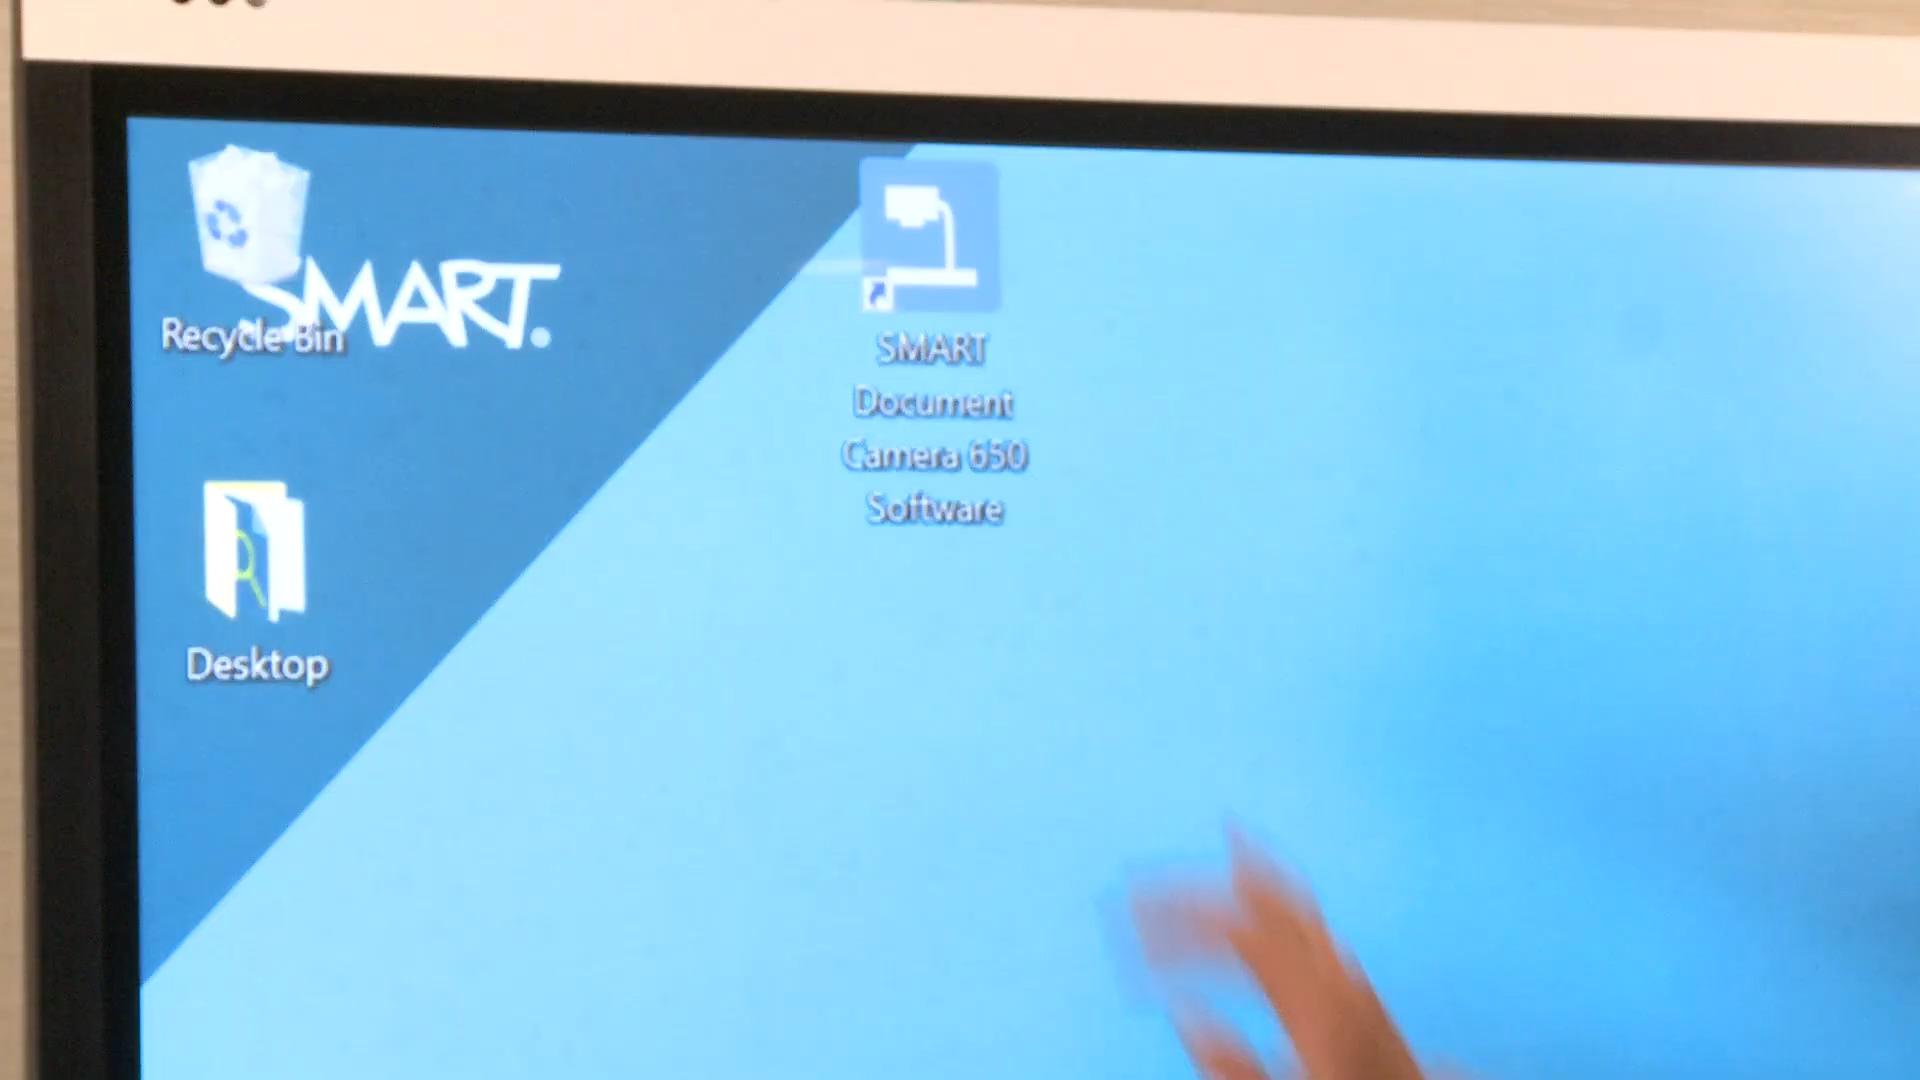 SMART
Recycle Bin
SMART
Document
Camera 650
Software
Desktop